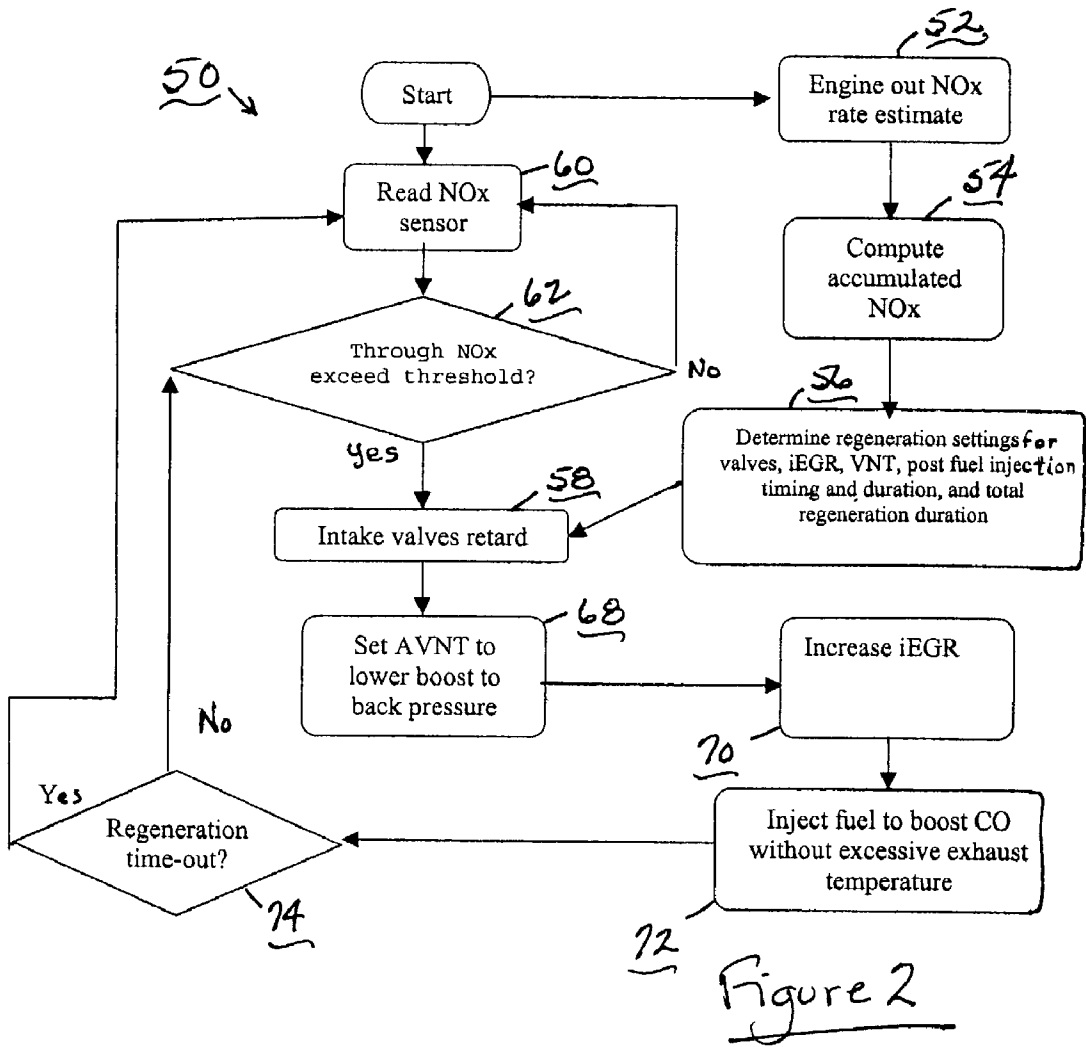 50
Start
52
Engine out NOx
rate estimate
60
Read NOx
sensor
54
Compute
accumulated
NOx
62
Through NOx
exceed threshold?
No
Yes
56
Determine regeneration settings for
valves, iEGR, VNT, post fuel injection
timing and duration, and total
regeneration duration
58
Intake valves retard
68
Set AVNT to
lower boost to
back pressure
Increase iEGR
70
No
Yes
Regeneration
time-out?
74
Inject fuel to boost CO
without excessive exhaust
temperature
72
Figure 2